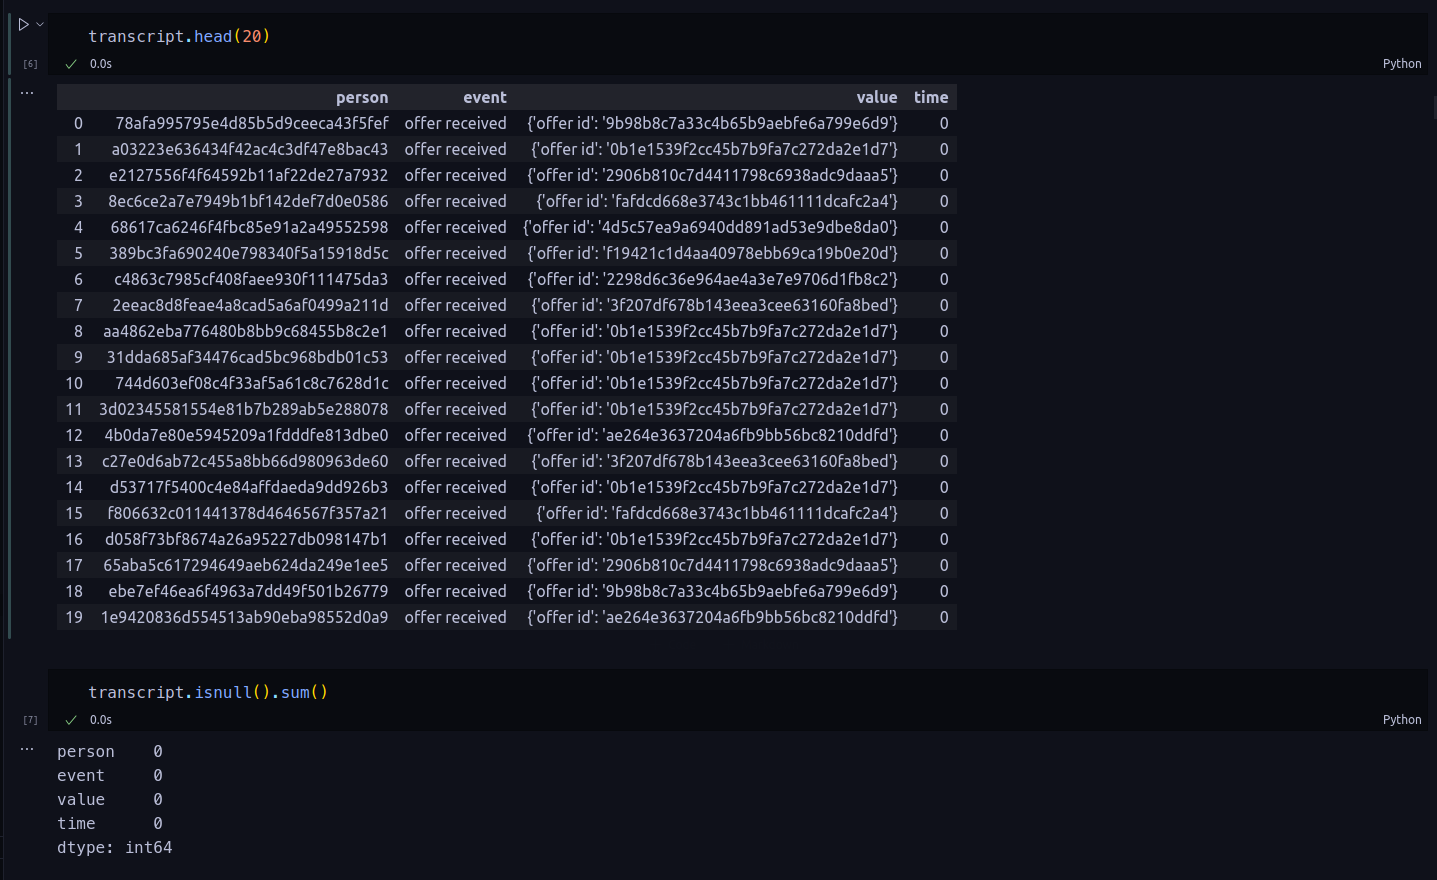 transcript.head(20)
[6] 0.0s Python
person event value time
0 78afa995795e4d85b5d9ceeca43f5fef offer received {'offer id': '9b98b8c7a33c4b65b9aebfe6a799e6d9'} 0
1 a03223e636434f42ac4c3df47e8bac43 offer received {'offer id': '0b1e1539f2cc45b7b9fa7c272da2e1d7'} 0
2 e2127556f4f64592b11af22de27a7932 offer received {'offer id': '2906b810c7d4411798c6938adc9daaa5'} 0
3 8ec6ce2a7e7949b1bf142def7d0e0586 offer received {'offer id': 'fafdcd668e3743c1bb461111dcafc2a4'} 0
4 68617ca6246f4fbc85e91a2a49552598 offer received {'offer id': '4d5c57ea9a6940dd891ad53e9dbe8da0'} 0
5 389bc3fa690240e798340f5a15918d5c offer received {'offer id': 'f19421c1d4aa40978ebb69ca19b0e20d'} 0
6 c4863c7985cf408faee930f111475da3 offer received {'offer id': '2298d6c36e964ae4a3e7e9706d1fb8c2'} 0
7 2eeac8d8feae4a8cad5a6af0499a211d offer received {'offer id': '3f207df678b143eea3cee63160fa8bed'} 0
8 aa4862eba776480b8bb9c68455b8c2e1 offer received {'offer id': '0b1e1539f2cc45b7b9fa7c272da2e1d7'} 0
9 31dda685af34476cad5bc968bdb01c53 offer received {'offer id': '0b1e1539f2cc45b7b9fa7c272da2e1d7'} 0
10 744d603ef08c4f33af5a61c8c7628d1c offer received {'offer id': '0b1e1539f2cc45b7b9fa7c272da2e1d7'} 0
11 3d02345581554e81b7b289ab5e288078 offer received {'offer id': '0b1e1539f2cc45b7b9fa7c272da2e1d7'} 0
12 4b0da7e80e5945209a1fdddfe813dbe0 offer received {'offer id': 'ae264e3637204a6fb9bb56bc8210ddfd'} 0
13 c27e0d6ab72c455a8bb66d980963de60 offer received {'offer id': '3f207df678b143eea3cee63160fa8bed'} 0
14 d53717f5400c4e84affdaeda9dd926b3 offer received {'offer id': '0b1e1539f2cc45b7b9fa7c272da2e1d7'} 0
15 f806632c011441378d4646567f357a21 offer received {'offer id': 'fafdcd668e3743c1bb461111dcafc2a4'} 0
16 d058f73bf8674a26a95227db098147b1 offer received {'offer id': '0b1e1539f2cc45b7b9fa7c272da2e1d7'} 0
17 65aba5c617294649aeb624da249e1ee5 offer received {'offer id': '2906b810c7d4411798c6938adc9daaa5'} 0
18 ebe7ef46ea6f4963a7dd49f501b26779 offer received {'offer id': '9b98b8c7a33c4b65b9aebfe6a799e6d9'} 0
19 1e9420836d554513ab90eba98552d0a9 offer received {'offer id': 'ae264e3637204a6fb9bb56bc8210ddfd'} 0
transcript.isnull().sum()
[7] 0.0s Python
person 0
event 0
value 0
time 0
dtype: int64